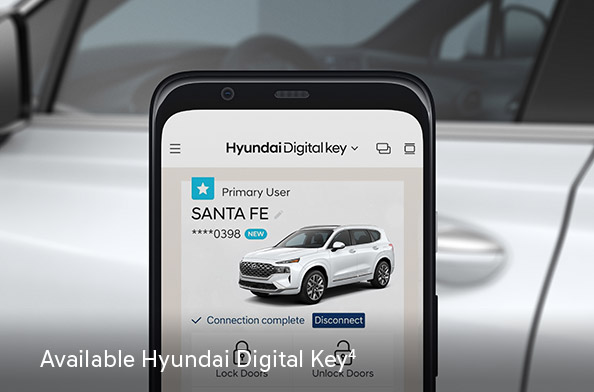 Hyundai Digital key
Primary User
SANTA FE
****0398 NEW
Connection complete Disconnect
Lock Doors Unlock Doors
Available Hyundai Digital Key⁴